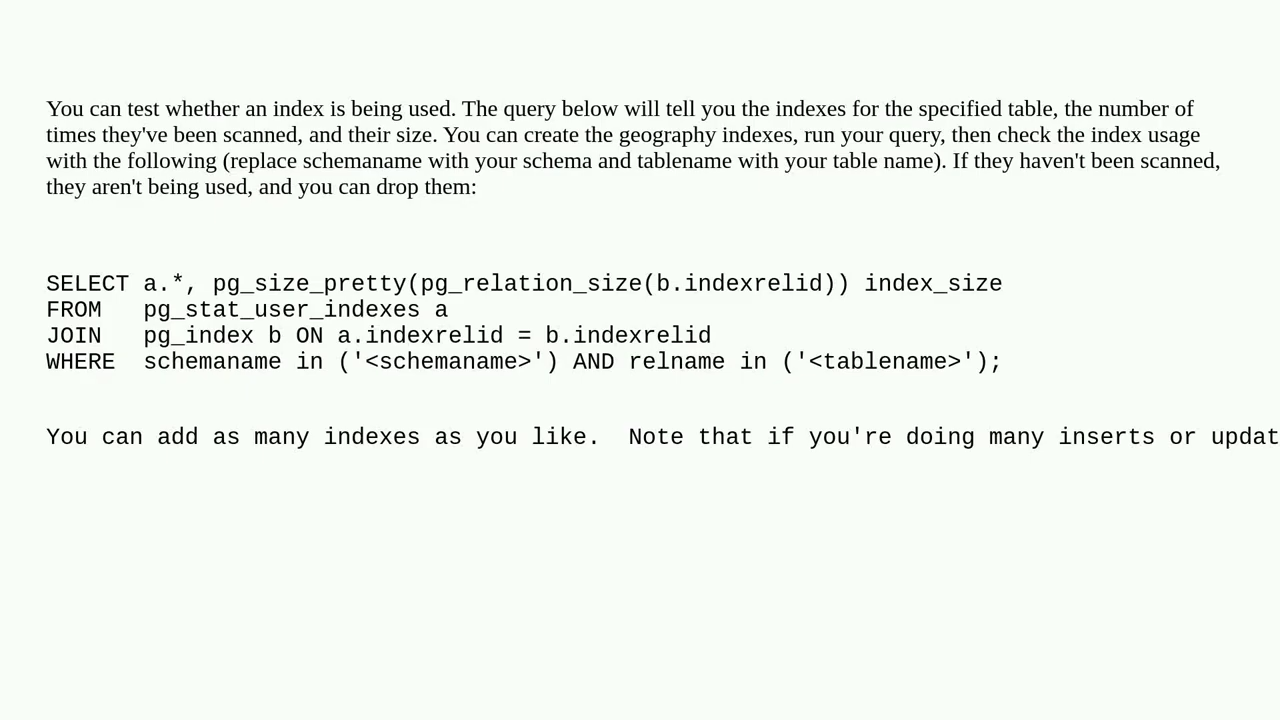 You can test whether an index is being used. The query below will tell you the indexes for the specified table, the number of
times they've been scanned, and their size. You can create the geography indexes, run your query, then check the index usage
with the following (replace schemaname with your schema and tablename with your table name). If they haven't been scanned,
they aren't being used, and you can drop them:
SELECT a.*, pg_size_pretty(pg_relation_size(b.indexrelid)) index_size
FROM   pg_stat_user_indexes a
JOIN   pg_index b ON a.indexrelid = b.indexrelid
WHERE  schemaname in ('<schemaname>') AND relname in ('<tablename>');
You can add as many indexes as you like.  Note that if you're doing many inserts or updat